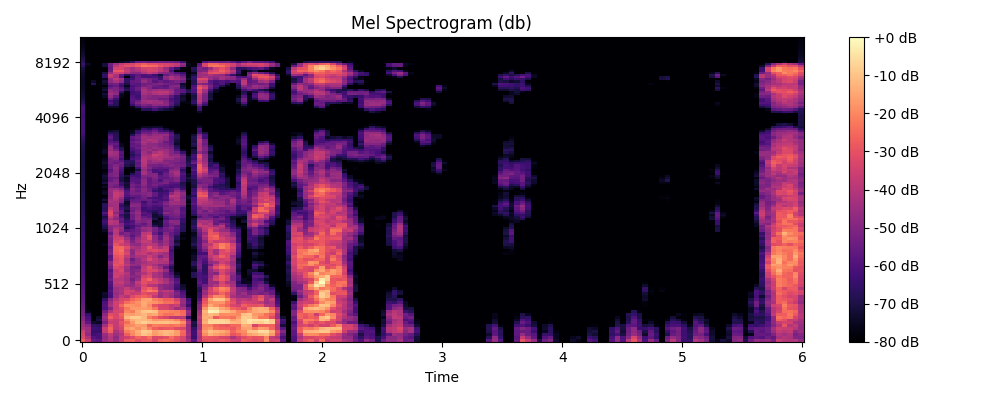 Mel Spectrogram (db)
Hz
8192
4096
2048
1024
512
0
0 1 2 3 4 5 6
Time
+0 dB
-10 dB
-20 dB
-30 dB
-40 dB
-50 dB
-60 dB
-70 dB
-80 dB